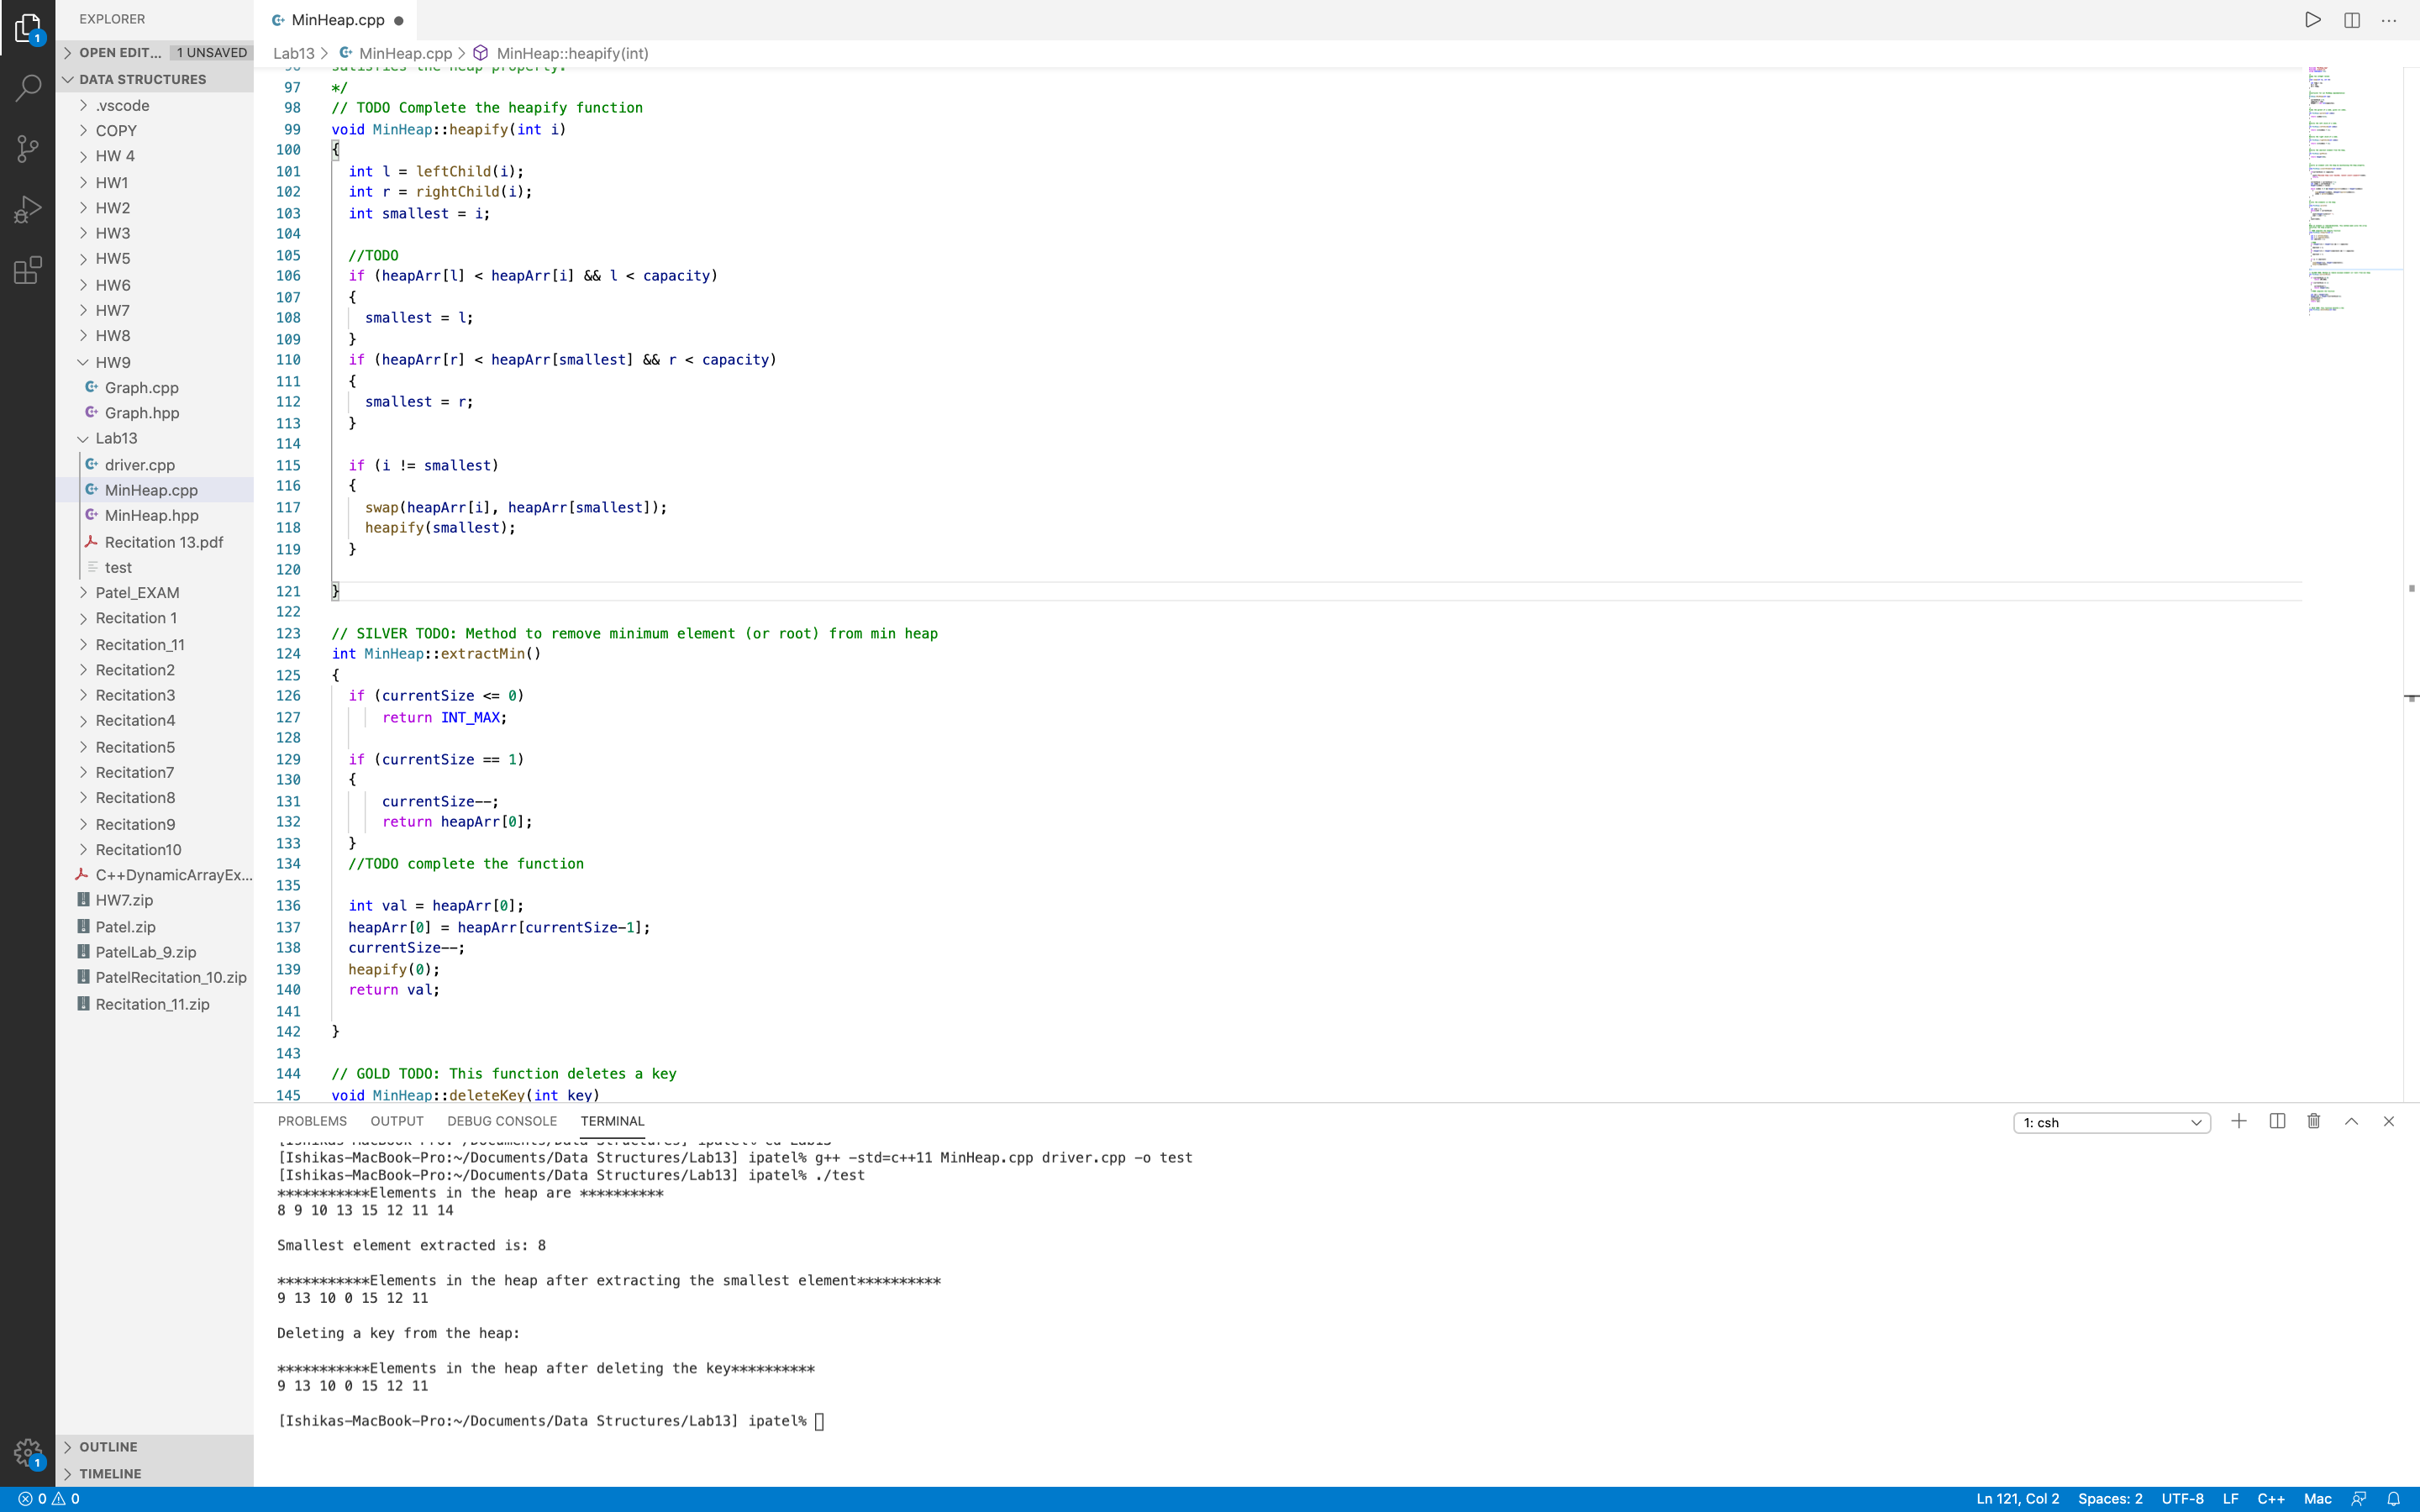 EXPLORER
OPEN EDIT... 1 UNSAVED
DATA STRUCTURES
.vscode
COPY
HW 4
HW1
HW2
HW3
HW5
HW6
HW7
HW8
HW9
Graph.cpp
Graph.hpp
Lab13
driver.cpp
MinHeap.cpp
MinHeap.hpp
Recitation 13.pdf
test
Patel_EXAM
Recitation 1
Recitation_11
Recitation2
Recitation3
Recitation4
Recitation5
Recitation7
Recitation8
Recitation9
Recitation10
C++DynamicArrayEx...
HW7.zip
Patel.zip
PatelLab_9.zip
PatelRecitation_10.zip
Recitation_11.zip
OUTLINE
TIMELINE
1
1
MinHeap.cpp
Lab13 > MinHeap.cpp > MinHeap::heapify(int)
96 satisfies the heap property.
97 */
98 // TODO Complete the heapify function
99 void MinHeap::heapify(int i)
100 {
101 int l = leftChild(i);
102 int r = rightChild(i);
103 int smallest = i;
104
105 //TODO
106 if (heapArr[l] < heapArr[i] && l < capacity)
107 {
108 smallest = l;
109 }
110 if (heapArr[r] < heapArr[smallest] && r < capacity)
111 {
112 smallest = r;
113 }
114
115 if (i != smallest)
116 {
117 swap(heapArr[i], heapArr[smallest]);
118 heapify(smallest);
119 }
120
121 }
122
123 // SILVER TODO: Method to remove minimum element (or root) from min heap
124 int MinHeap::extractMin()
125 {
126 if (currentSize <= 0)
127 return INT_MAX;
128
129 if (currentSize == 1)
130 {
131 currentSize--;
132 return heapArr[0];
133 }
134 //TODO complete the function
135
136 int val = heapArr[0];
137 heapArr[0] = heapArr[currentSize-1];
138 currentSize--;
139 heapify(0);
140 return val;
141
142 }
143
144 // GOLD TODO: This function deletes a key
145 void MinHeap::deleteKey(int key)
PROBLEMS OUTPUT DEBUG CONSOLE TERMINAL 1: csh
[Ishikas-MacBook-Pro:~/Documents/Data Structures] ipatel% cd Lab13
[Ishikas-MacBook-Pro:~/Documents/Data Structures/Lab13] ipatel% g++ -std=c++11 MinHeap.cpp driver.cpp -o test
[Ishikas-MacBook-Pro:~/Documents/Data Structures/Lab13] ipatel% ./test
***********Elements in the heap are **********
8 9 10 13 15 12 11 14
Smallest element extracted is: 8
***********Elements in the heap after extracting the smallest element**********
9 13 10 0 15 12 11
Deleting a key from the heap:
***********Elements in the heap after deleting the key**********
9 13 10 0 15 12 11
[Ishikas-MacBook-Pro:~/Documents/Data Structures/Lab13] ipatel%
0 0 Ln 121, Col 2 Spaces: 2 UTF-8 LF C++ Mac